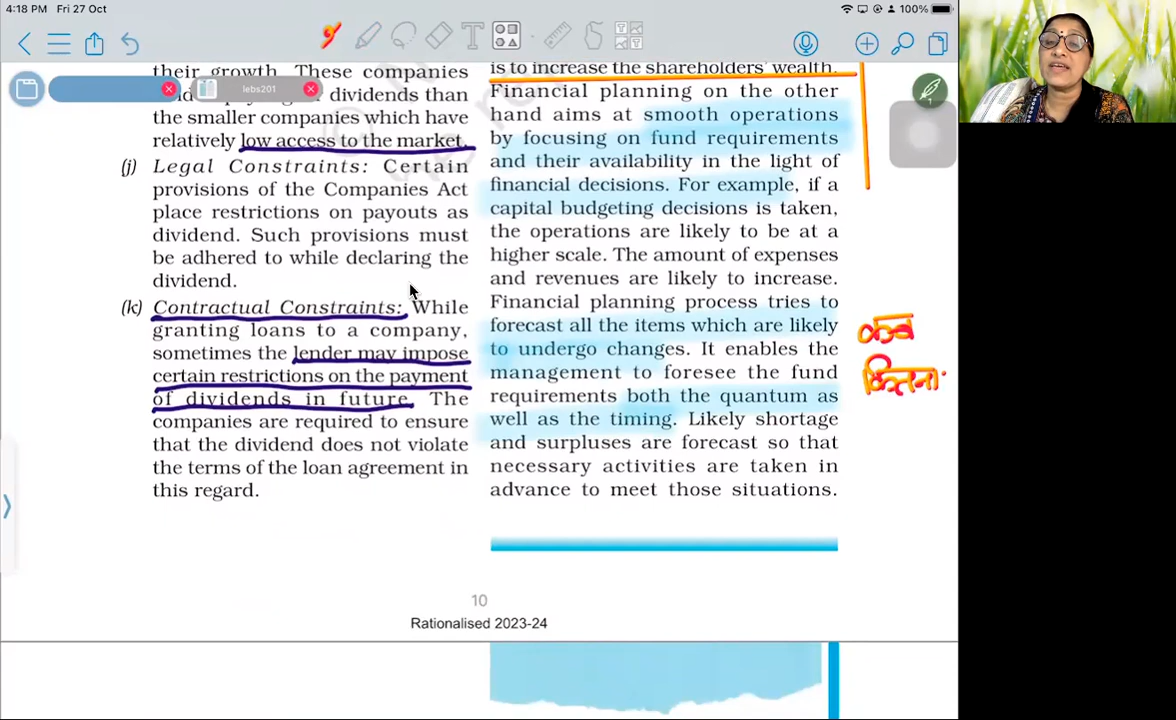 4:18 PM Fri 27 Oct
100%
T
lebs201
their growth. These companies
dividends than
the smaller companies which have
relatively low access to the market.
(j) Legal Constraints: Certain
provisions of the Companies Act
place restrictions on payouts as
dividend. Such provisions must
be adhered to while declaring the
dividend.
(k) Contractual Constraints: While
granting loans to a company,
sometimes the lender may impose
certain restrictions on the payment
of dividends in future. The
companies are required to ensure
that the dividend does not violate
the terms of the loan agreement in
this regard.
is to increase the shareholders' wealth.
Financial planning on the other
hand aims at smooth operations
by focusing on fund requirements
and their availability in the light of
financial decisions. For example, if a
capital budgeting decisions is taken,
the operations are likely to be at a
higher scale. The amount of expenses
and revenues are likely to increase.
Financial planning process tries to
forecast all the items which are likely
to undergo changes. It enables the
management to foresee the fund
requirements both the quantum as
well as the timing. Likely shortage
and surpluses are forecast so that
necessary activities are taken in
advance to meet those situations.
कब
कितना
10
Rationalised 2023-24